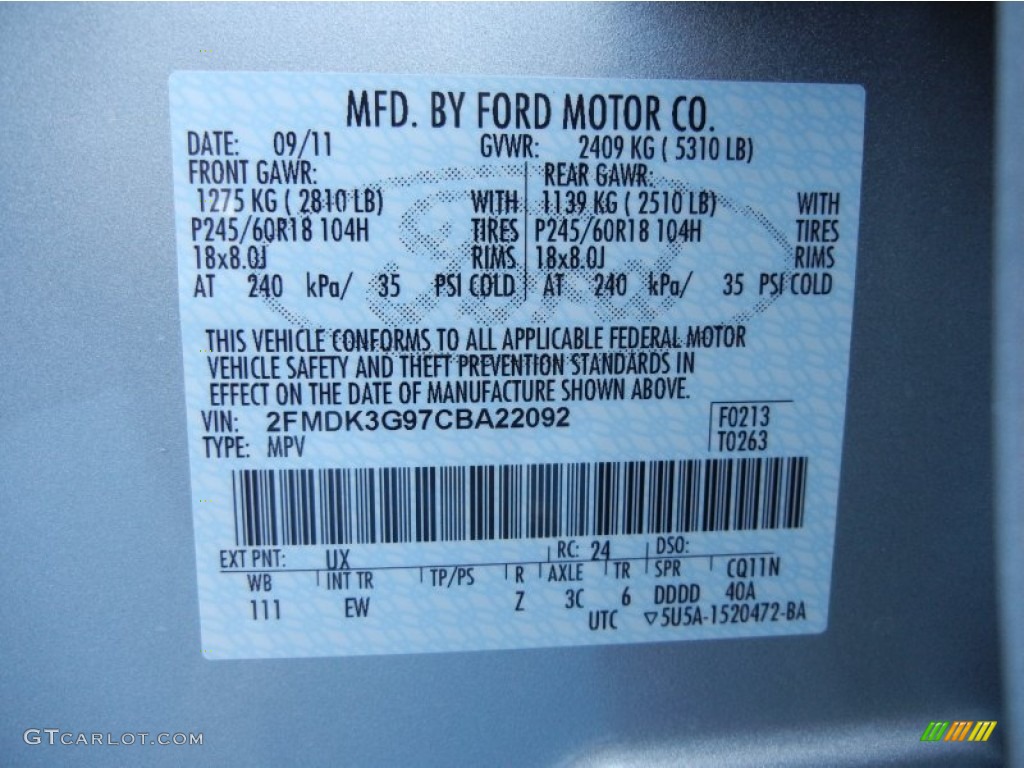 MFD. BY FORD MOTOR CO.
DATE: 09/11 GVWR: 2409 KG ( 5310 LB)
FRONT GAWR: REAR GAWR:
1275 KG ( 2810 LB) WITH 1139 KG ( 2510 LB) WITH
P245/60R18 104H TIRES P245/60R18 104H TIRES
18x8.0J RIMS 18x8.0J RIMS
AT 240 kPa/ 35 PSI COLD AT 240 kPa/ 35 PSI COLD
THIS VEHICLE CONFORMS TO ALL APPLICABLE FEDERAL MOTOR
VEHICLE SAFETY AND THEFT PREVENTION STANDARDS IN
EFFECT ON THE DATE OF MANUFACTURE SHOWN ABOVE.
VIN: 2FMDK3G97CBA22092 F0213
TYPE: MPV T0263
EXT PNT: UX RC: 24 DSO:
WB INT TR TP/PS R AXLE TR SPR CQ11N
111 EW Z 3C 6 DDDD 40A
UTC ▽5U5A-1520472-BA
GTCARLOT.COM